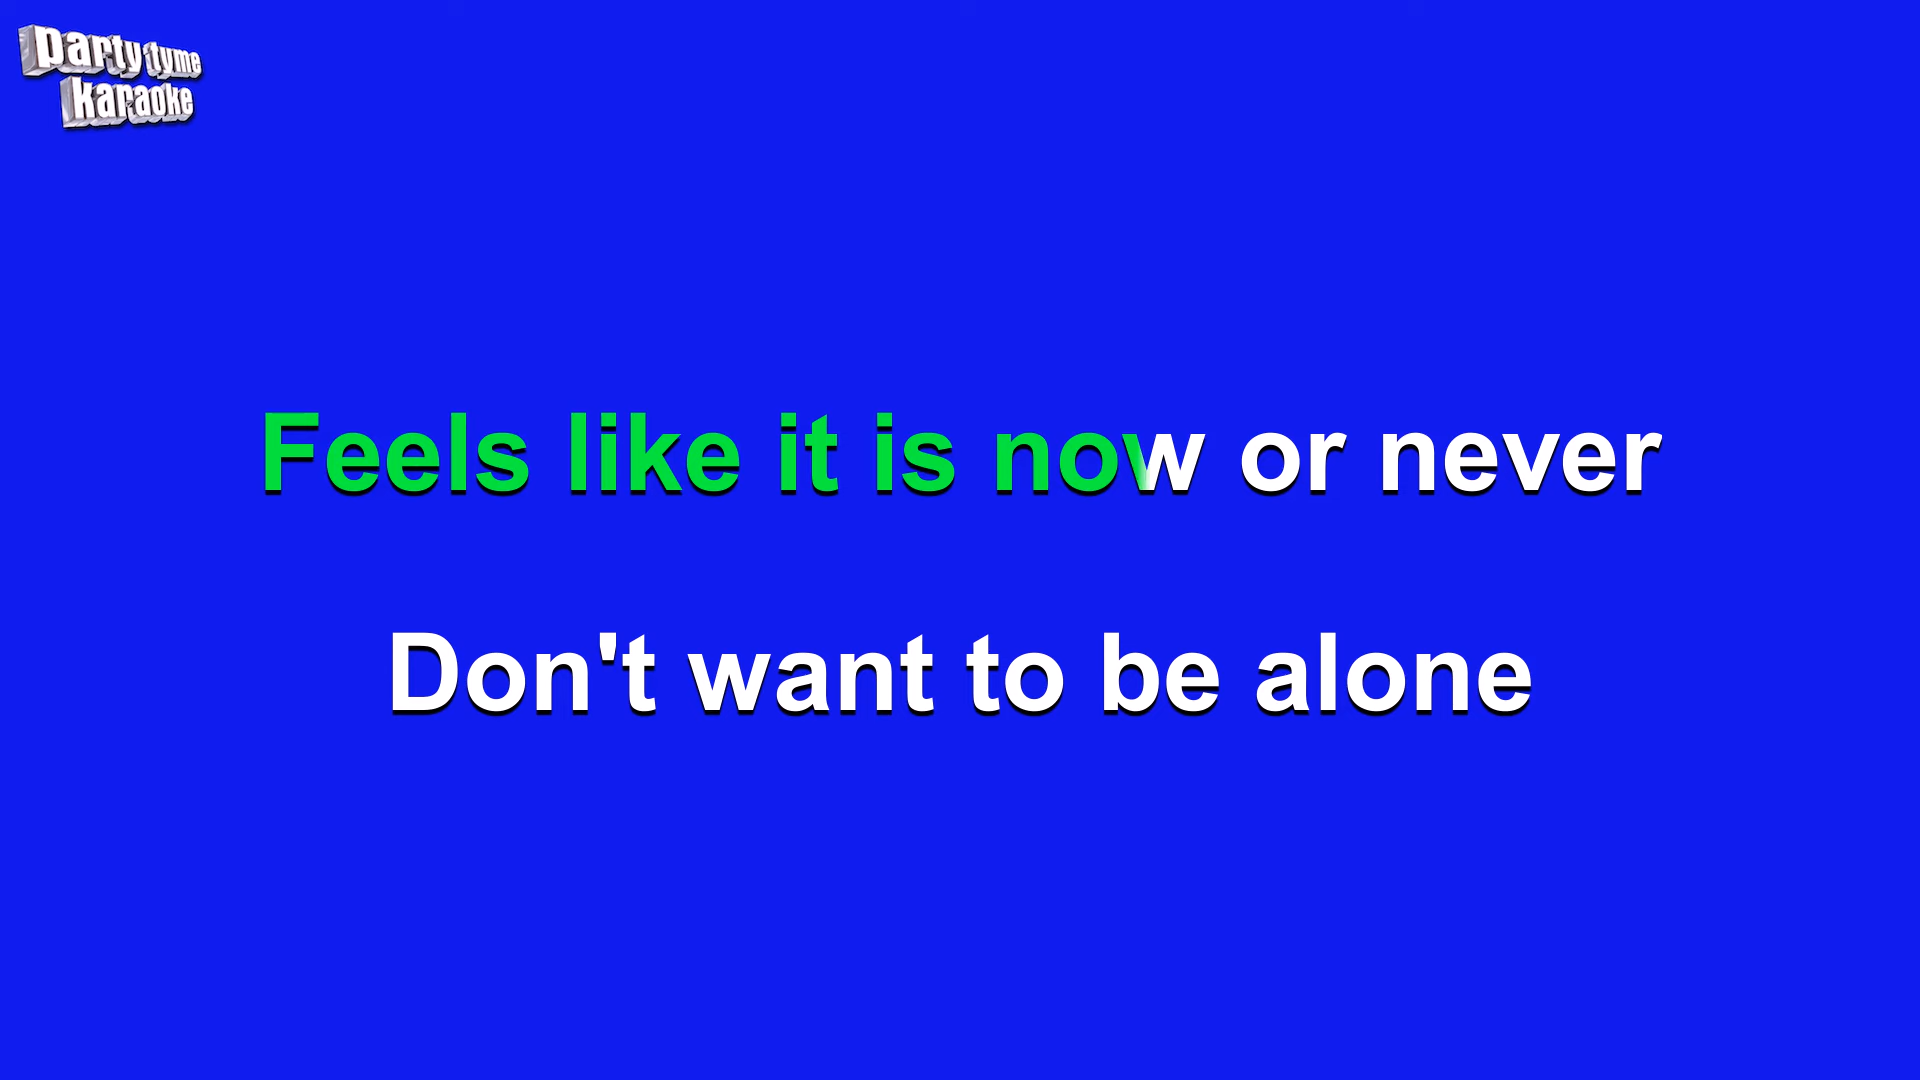 party tyme
karaoke
Feels like it is now or never
Don't want to be alone